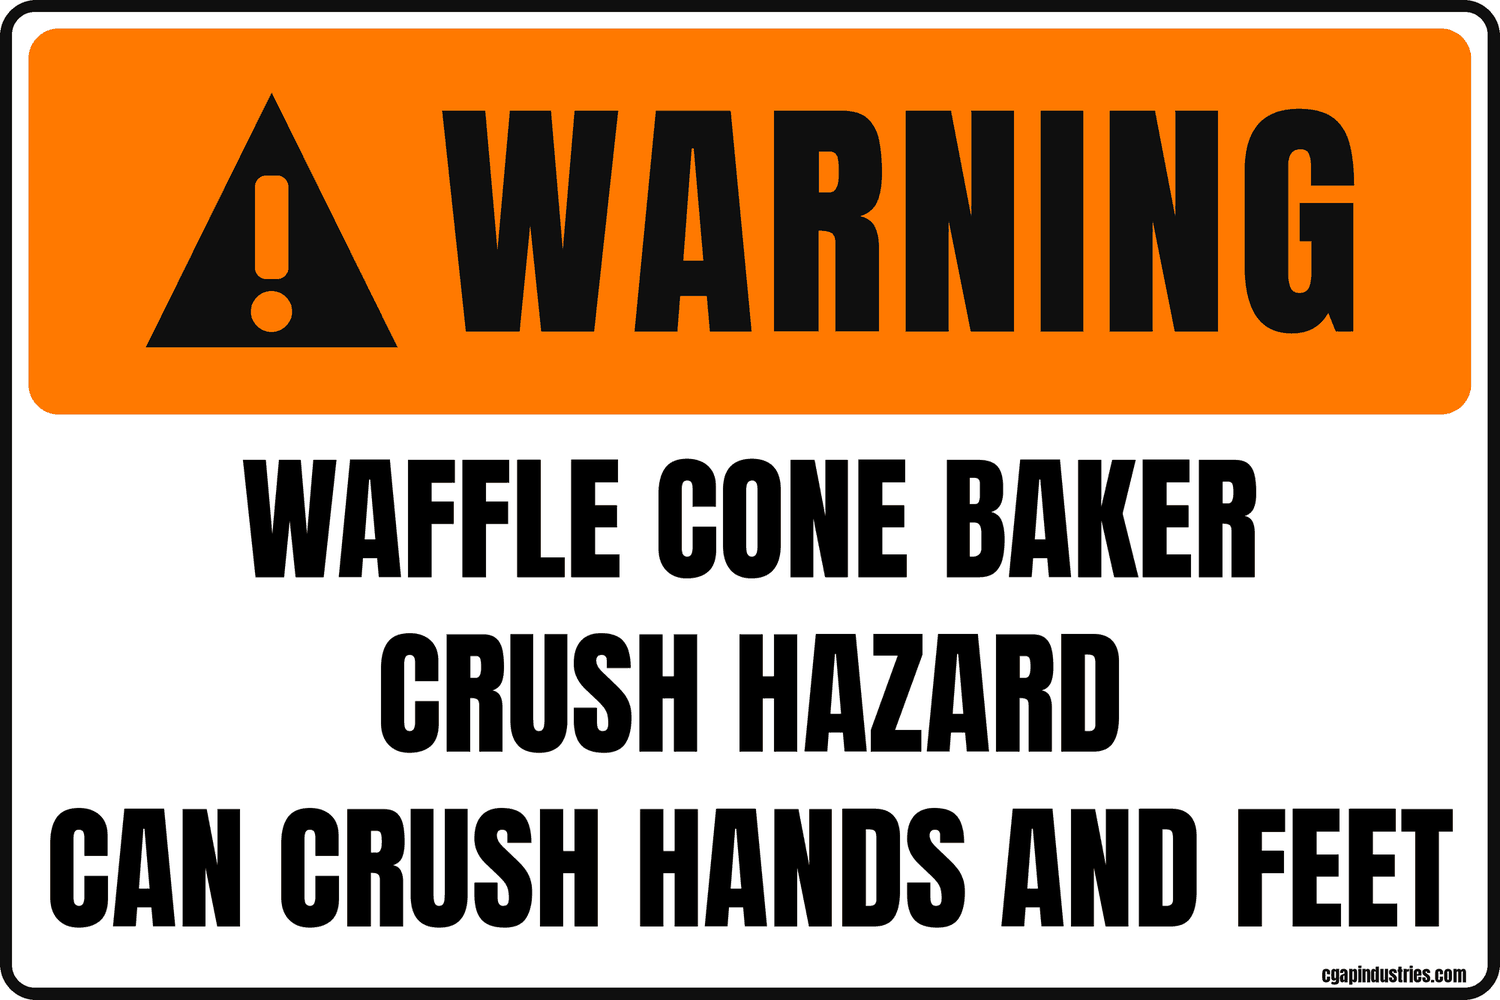 WARNING
WAFFLE CONE BAKER
CRUSH HAZARD
CAN CRUSH HANDS AND FEET
cgapindustries.com